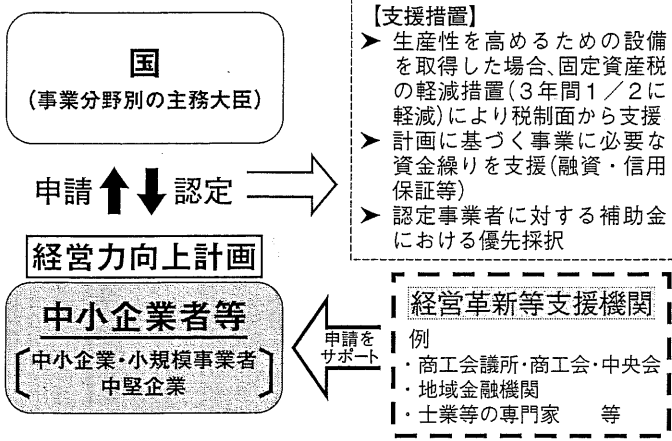 国
(事業分野別の主務大臣)
申請 認定
経営力向上計画
中小企業者等
中小企業・小規模事業者
中堅企業
【支援措置】
➤ 生産性を高めるための設備
を取得した場合、固定資産税
の軽減措置(3年間1/2に
軽減)により税制面から支援
➤ 計画に基づく事業に必要な
資金繰りを支援(融資・信用
保証等)
➤ 認定事業者に対する補助金
における優先採択
申請を
サポート
経営革新等支援機関
例
・商工会議所・商工会・中央会
・地域金融機関
・士業等の専門家 等